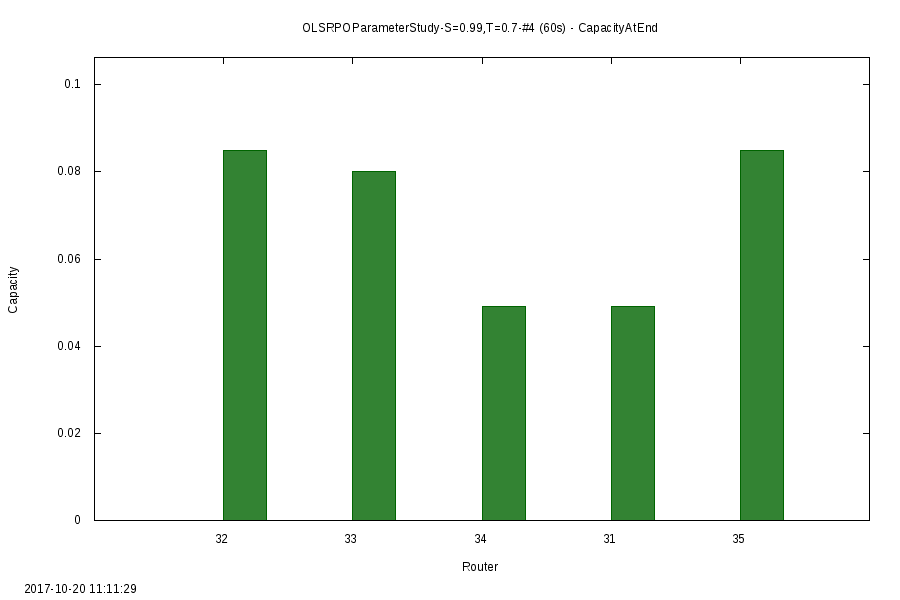 OLSRPOParameterStudy-S=0.99,T=0.7-#4 (60s) - CapacityAtEnd
0.1
0.08
0.06
0.04
0.02
0
Capacity
32 33 34 31 35
Router
2017-10-20 11:11:29